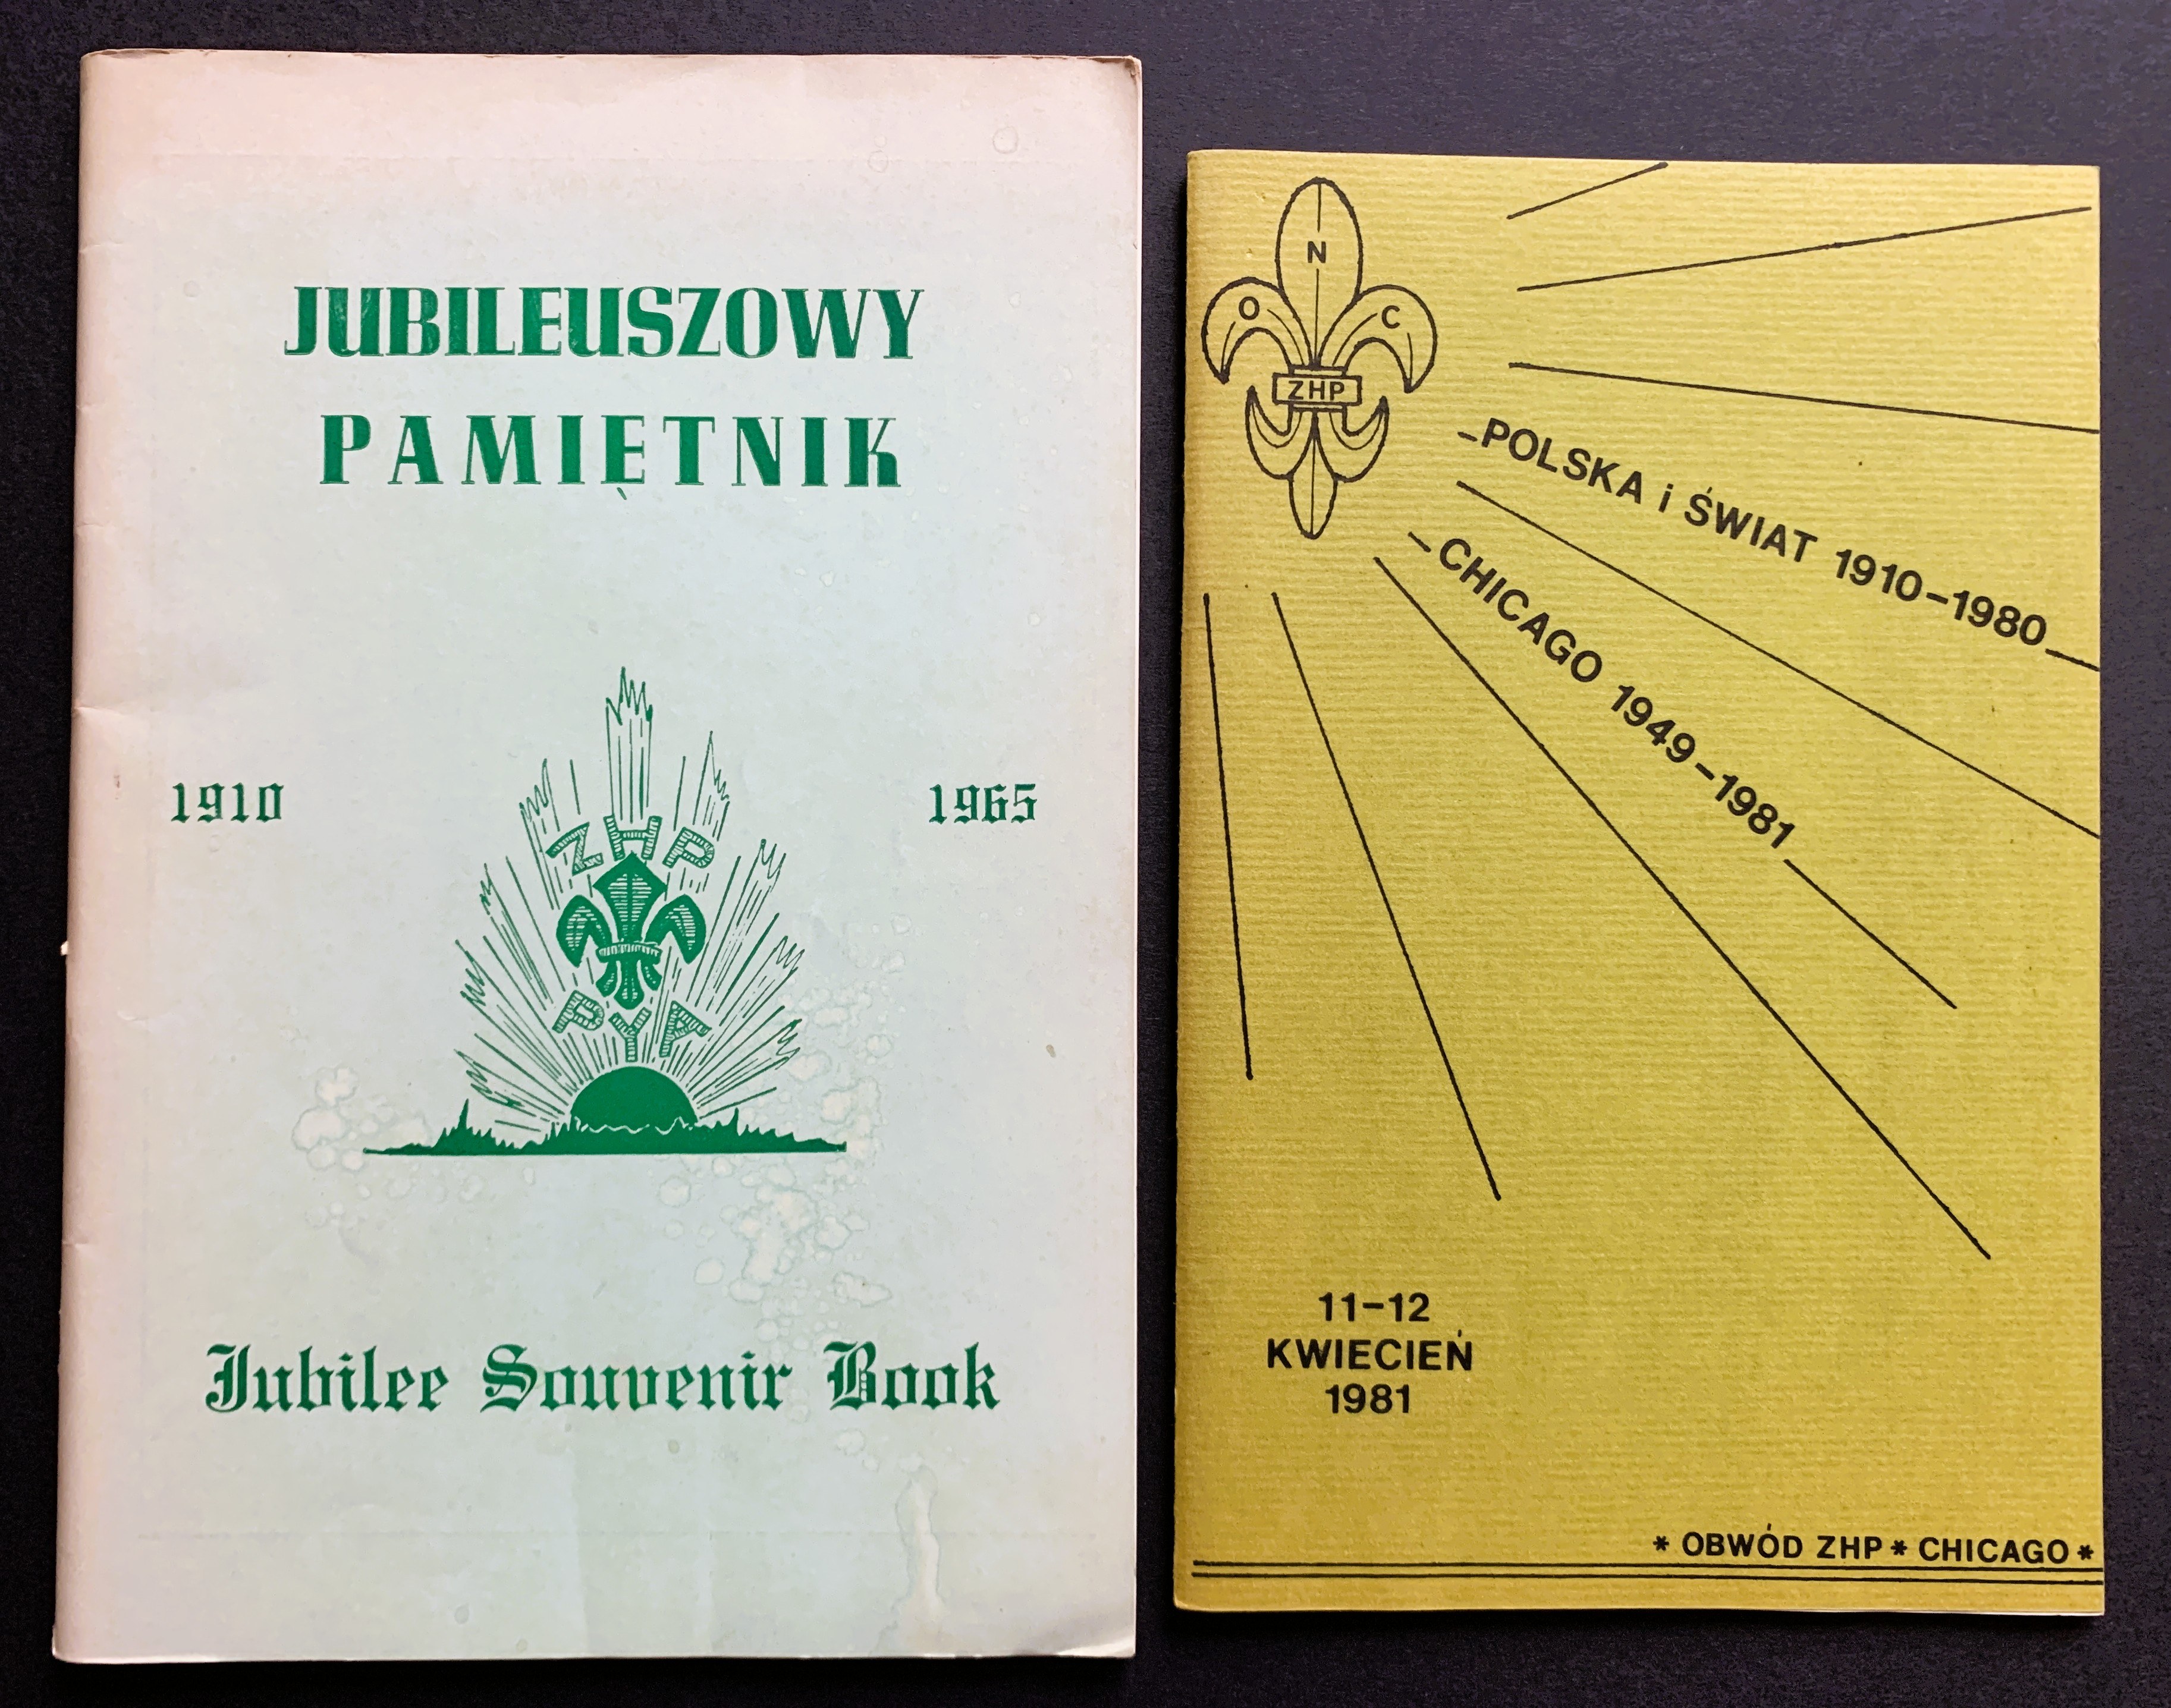 JUBILEUSZOWY
PAMIĘTNIK
1910
1965
ZHP
PYA
Jubilee Souvenir Book
N
O C
ZHP
POLSKA i ŚWIAT 1910-1980
CHICAGO 1949-1981
11-12
KWIECIEŃ
1981
* OBWÓD ZHP * CHICAGO *